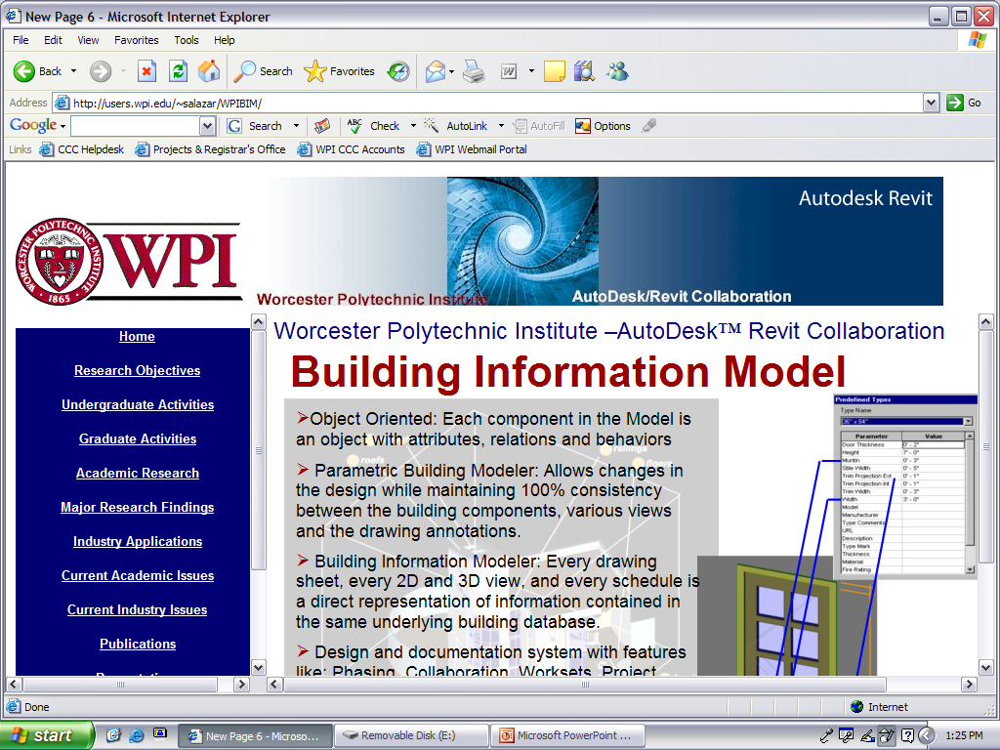 New Page 6 - Microsoft Internet Explorer
File Edit View Favorites Tools Help
Back Search Favorites
Address http://users.wpi.edu/~salazar/WPIBIM/ Go
Google Search Check AutoLink AutoFill Options
Links CCC Helpdesk Projects & Registrar's Office WPI CCC Accounts WPI Webmail Portal
Autodesk Revit
WORCESTER POLYTECHNIC INSTITUTE
1865
WPI
Worcester Polytechnic Institute
AutoDesk/Revit Collaboration
Home
Research Objectives
Undergraduate Activities
Graduate Activities
Academic Research
Major Research Findings
Industry Applications
Current Academic Issues
Current Industry Issues
Publications
Worcester Polytechnic Institute –AutoDesk™ Revit Collaboration
Building Information Model
➢Object Oriented: Each component in the Model is
an object with attributes, relations and behaviors
➢ Parametric Building Modeler: Allows changes in
the design while maintaining 100% consistency
between the building components, various views
and the drawing annotations.
➢ Building Information Modeler: Every drawing
sheet, every 2D and 3D view, and every schedule is
a direct representation of information contained in
the same underlying building database.
➢ Design and documentation system with features
like: Phasing, Collaboration, Worksets, Project
roofs
railings
floors
Predefined Types
Type Name
36" x 84"
Parameter Value
Door Thickness 0' - 2"
Height 7' - 0"
Muntin 0' - 3"
Stile Width 0' - 5"
Trim Projection Ext 0' - 1"
Trim Projection Int 0' - 1"
Trim Width 0' - 3"
Width 3' - 0"
Model
Manufacturer
Type Comments
URL
Description
Type Mark
Thickness
Material
Fire Rating
Done Internet
start New Page 6 - Microso... Removable Disk (E:) Microsoft PowerPoint ... 1:25 PM